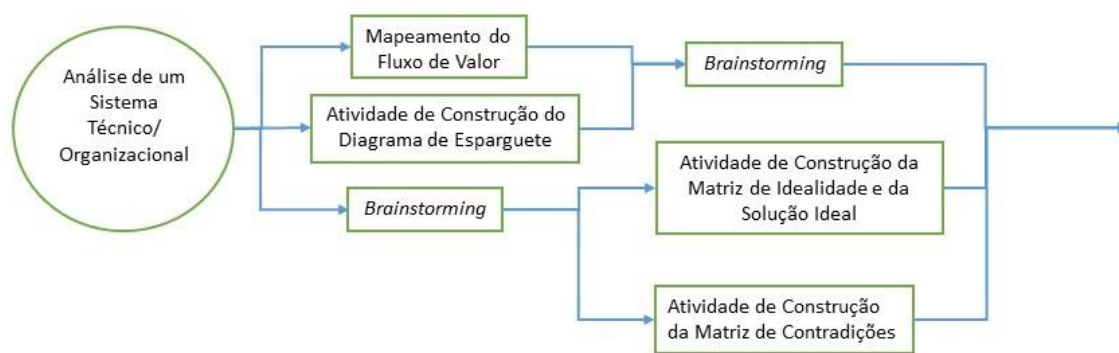 Análise de um
Sistema
Técnico/
Organizacional
Mapeamento do
Fluxo de Valor
Atividade de Construção do
Diagrama de Esparguete
Brainstorming
Brainstorming
Atividade de Construção da
Matriz de Idealidade e da
Solução Ideal
Atividade de Construção
da Matriz de Contradições